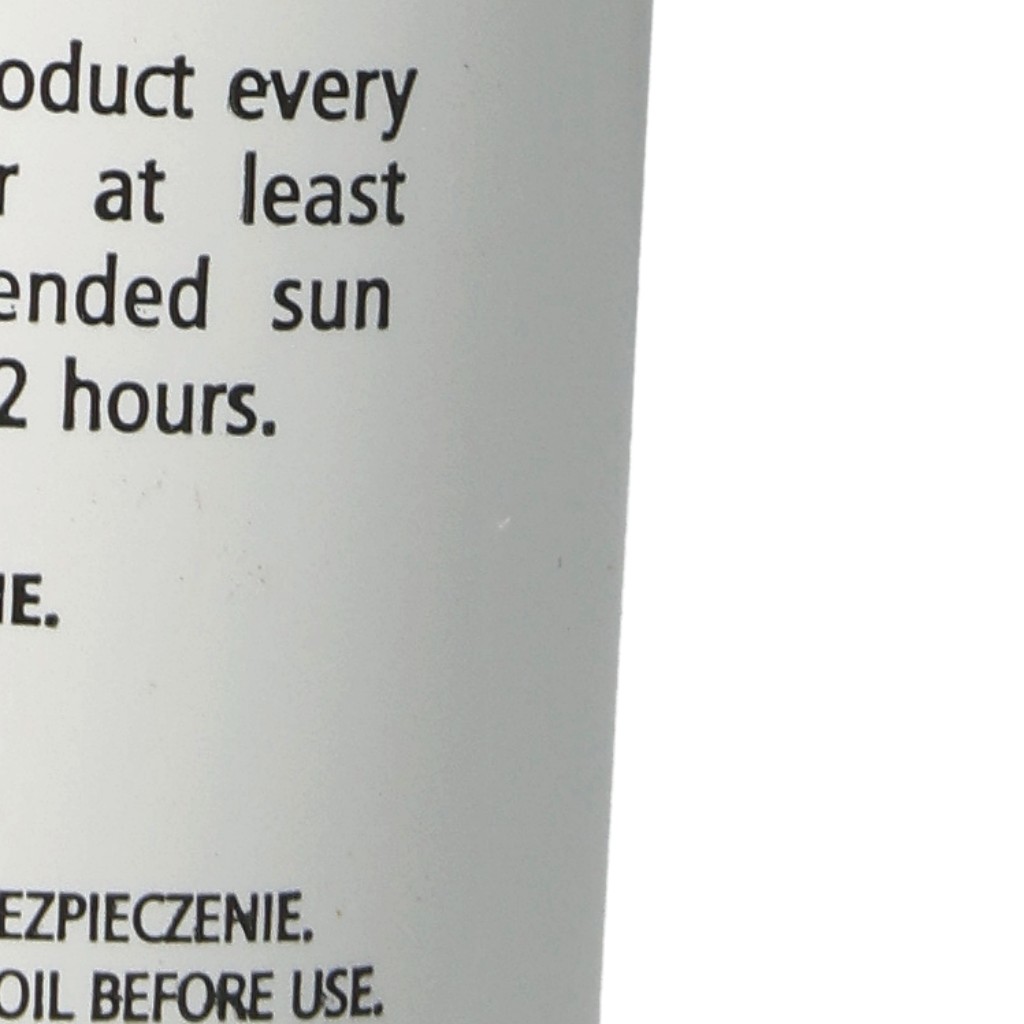 oduct every
r at least
ended sun
2 hours.
IE.
EZPIECZENIE.
OIL BEFORE USE.